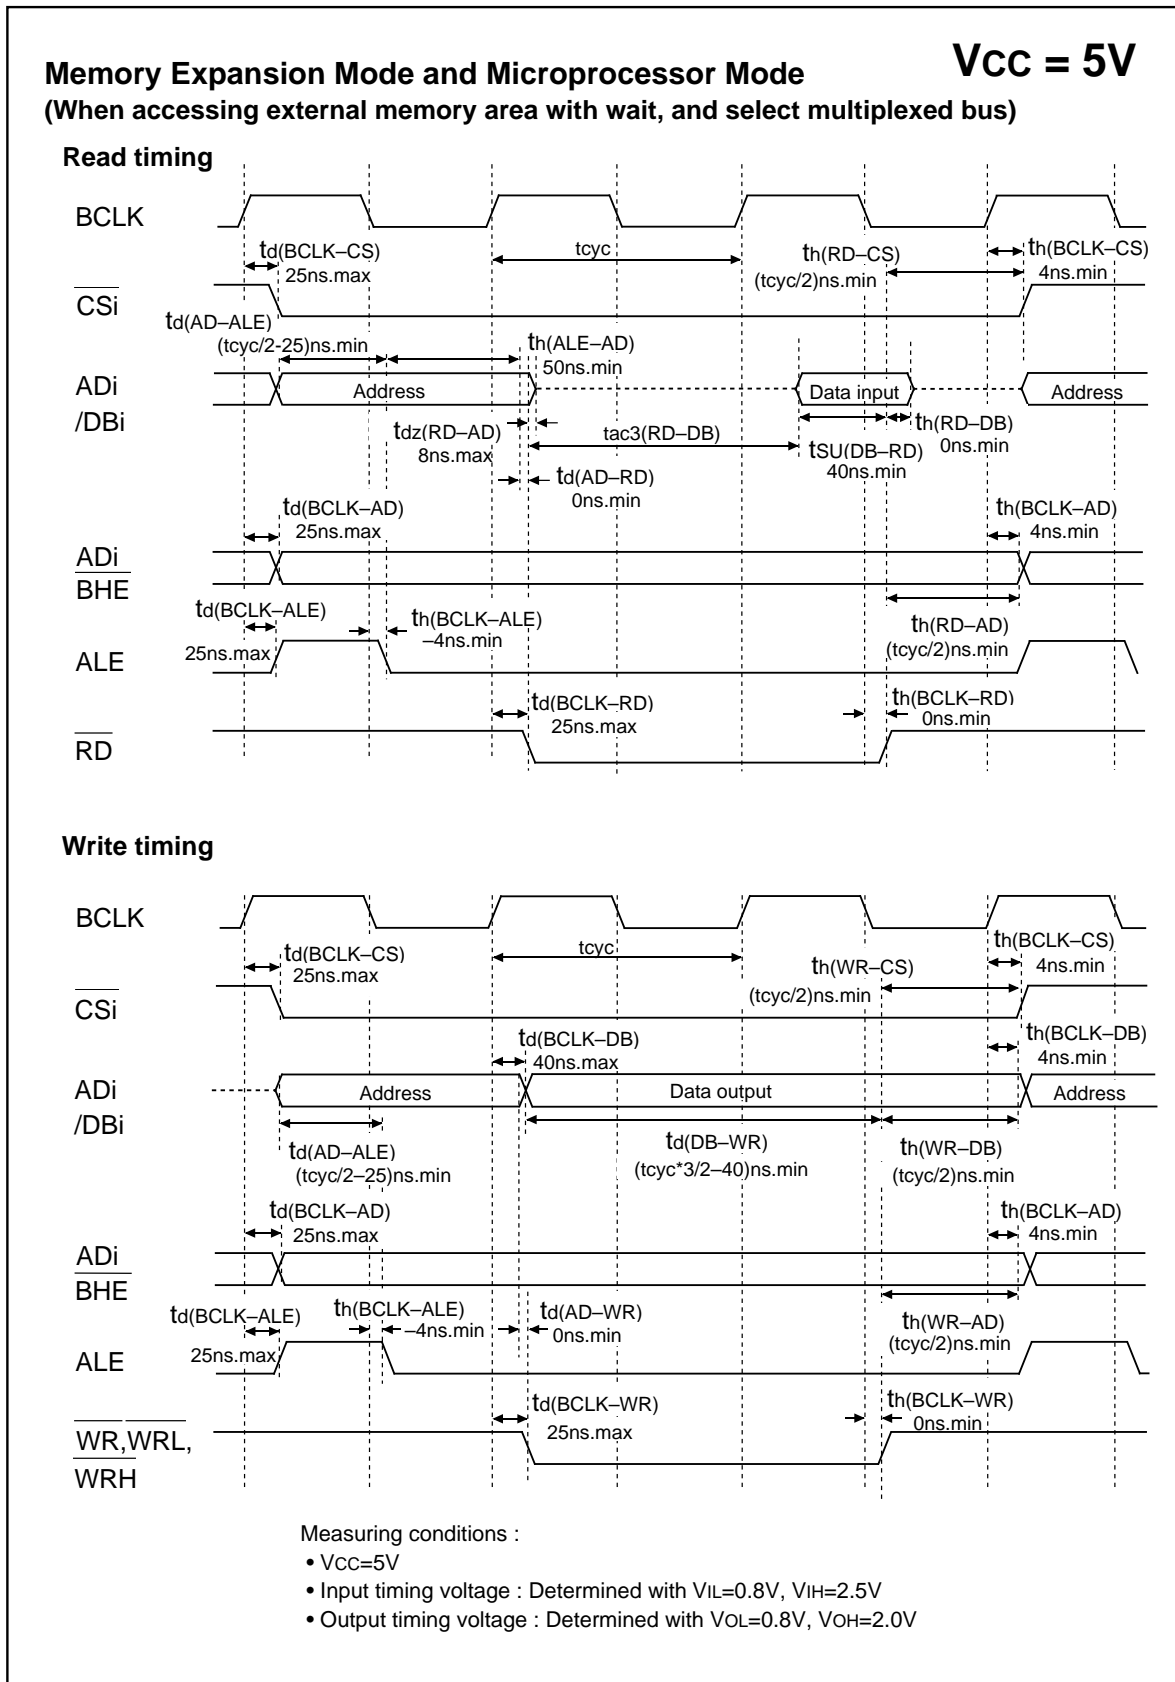 Vcc = 5V
Memory Expansion Mode and Microprocessor Mode
(When accessing external memory area with wait, and select multiplexed bus)
Read timing
BCLK
td(BCLK–CS)
25ns.max
tcyc
th(RD–CS)
(tcyc/2)ns.min
th(BCLK–CS)
4ns.min
CSi
td(AD–ALE)
(tcyc/2-25)ns.min
th(ALE–AD)
50ns.min
ADi
/DBi
Address
Data input
Address
tdz(RD–AD)
8ns.max
tac3(RD–DB)
tSU(DB–RD)
40ns.min
th(RD–DB)
0ns.min
td(AD–RD)
0ns.min
td(BCLK–AD)
25ns.max
th(BCLK–AD)
4ns.min
ADi
BHE
td(BCLK–ALE)
25ns.max
th(BCLK–ALE)
–4ns.min
th(RD–AD)
(tcyc/2)ns.min
ALE
td(BCLK–RD)
25ns.max
th(BCLK–RD)
0ns.min
RD
Write timing
BCLK
td(BCLK–CS)
25ns.max
tcyc
th(WR–CS)
(tcyc/2)ns.min
th(BCLK–CS)
4ns.min
CSi
td(BCLK–DB)
40ns.max
th(BCLK–DB)
4ns.min
ADi
/DBi
Address
Data output
Address
td(AD–ALE)
(tcyc/2–25)ns.min
td(DB–WR)
(tcyc*3/2–40)ns.min
th(WR–DB)
(tcyc/2)ns.min
td(BCLK–AD)
25ns.max
th(BCLK–AD)
4ns.min
ADi
BHE
td(BCLK–ALE)
25ns.max
th(BCLK–ALE)
–4ns.min
td(AD–WR)
0ns.min
th(WR–AD)
(tcyc/2)ns.min
ALE
td(BCLK–WR)
25ns.max
th(BCLK–WR)
0ns.min
WR,WRL,
WRH
Measuring conditions :
• VCC=5V
• Input timing voltage : Determined with VIL=0.8V, VIH=2.5V
• Output timing voltage : Determined with VOL=0.8V, VOH=2.0V